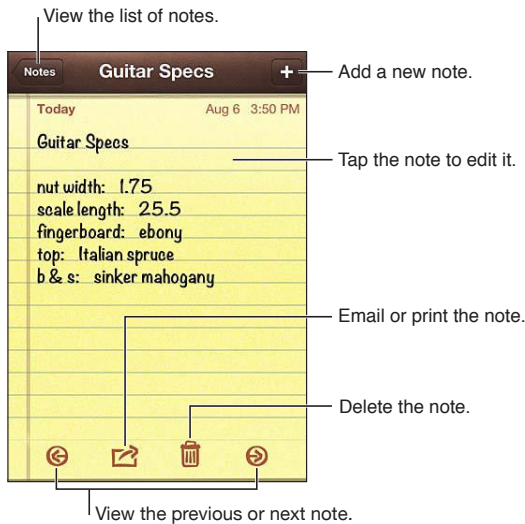 View the list of notes.
Notes
Guitar Specs
+
Add a new note.
Today
Aug 6 3:50 PM
Guitar Specs
Tap the note to edit it.
nut width: 1.75
scale length: 25.5
fingerboard: ebony
top: Italian spruce
b & s: sinker mahogany
Email or print the note.
Delete the note.
View the previous or next note.